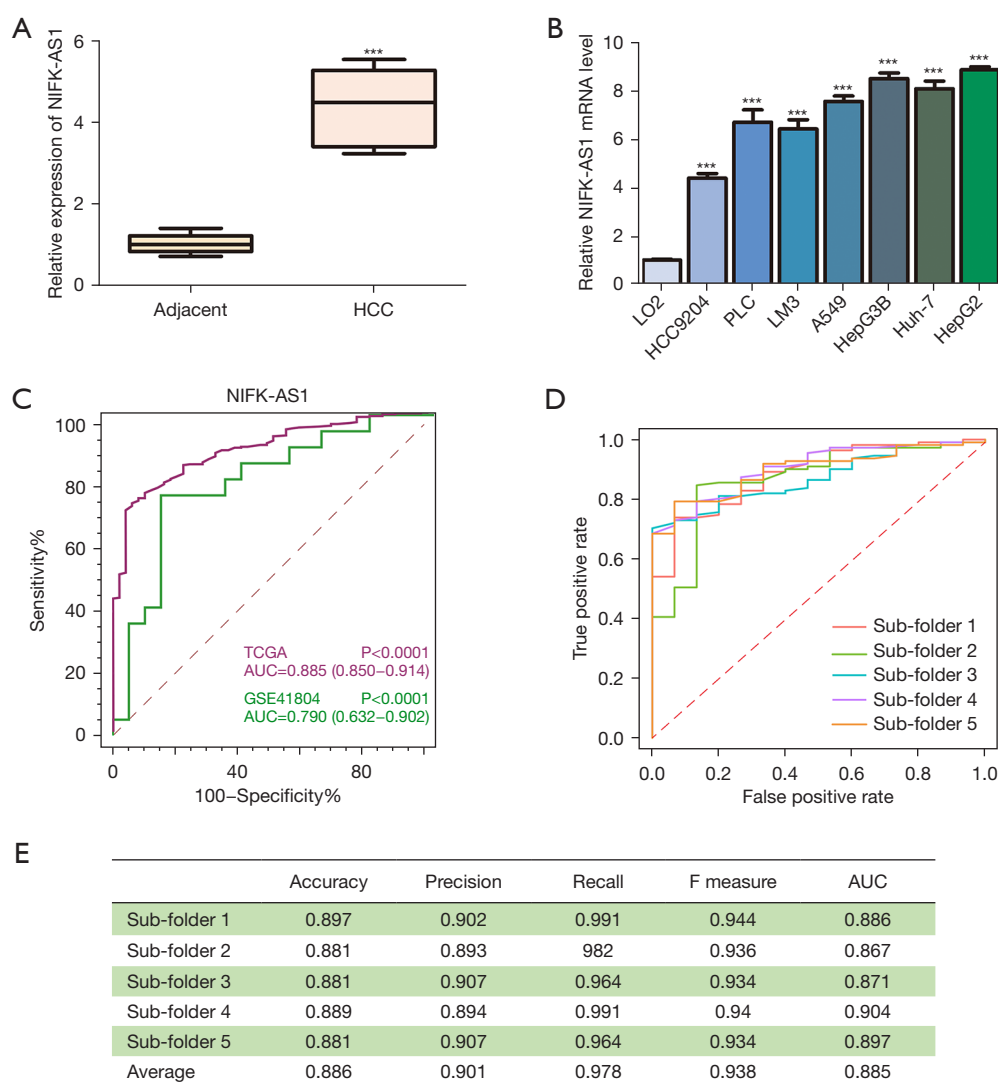 A
Relative expression of NIFK-AS1
6
4
2
0
***
Adjacent
HCC
B
Relative NIFK-AS1 mRNA level
10
8
6
4
2
0
***
***
***
***
***
***
***
LO2
HCC9204
PLC
LM3
A549
HepG3B
Huh-7
HepG2
C
NIFK-AS1
Sensitivity%
100
80
60
40
20
0
TCGA P<0.0001
AUC=0.885 (0.850–0.914)
GSE41804 P<0.0001
AUC=0.790 (0.632–0.902)
0 40 80
100–Specificity%
D
True positive rate
1.0
0.8
0.6
0.4
0.2
0.0
Sub-folder 1
Sub-folder 2
Sub-folder 3
Sub-folder 4
Sub-folder 5
0.0 0.2 0.4 0.6 0.8 1.0
False positive rate
E
Accuracy Precision Recall F measure AUC
Sub-folder 1 0.897 0.902 0.991 0.944 0.886
Sub-folder 2 0.881 0.893 982 0.936 0.867
Sub-folder 3 0.881 0.907 0.964 0.934 0.871
Sub-folder 4 0.889 0.894 0.991 0.94 0.904
Sub-folder 5 0.881 0.907 0.964 0.934 0.897
Average 0.886 0.901 0.978 0.938 0.885